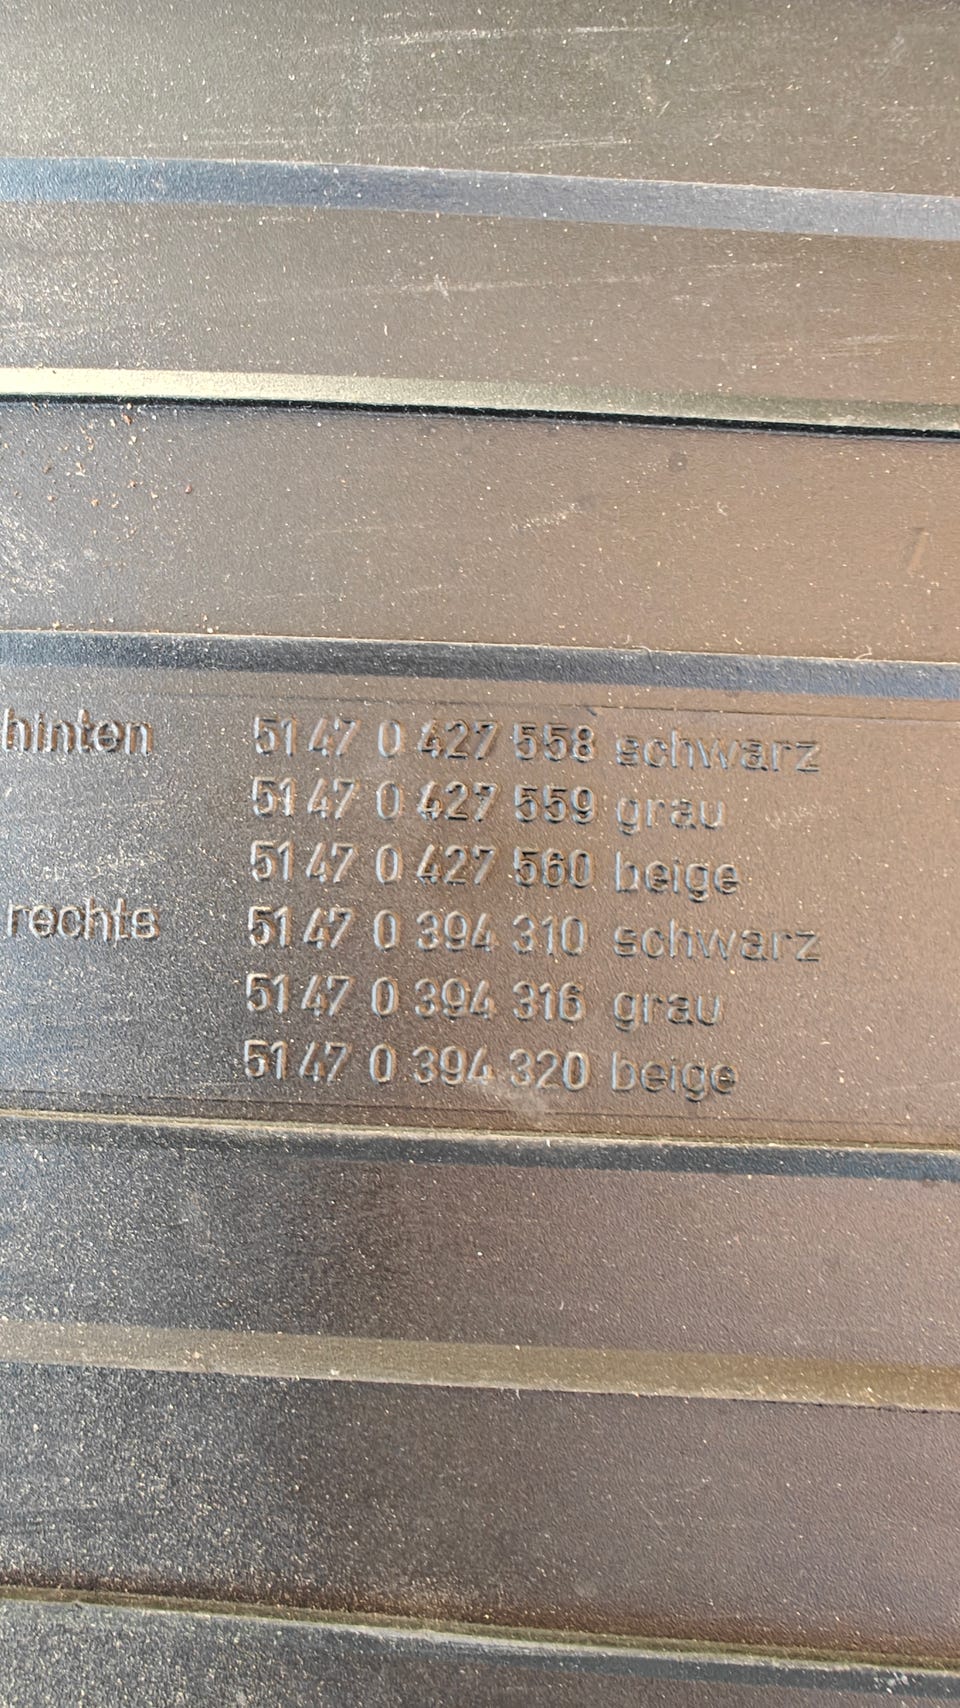 hinten 51 47 0 427 558 schwarz
51 47 0 427 559 grau
51 47 0 427 560 beige
rechts 51 47 0 394 310 schwarz
51 47 0 394 316 grau
51 47 0 394 320 beige